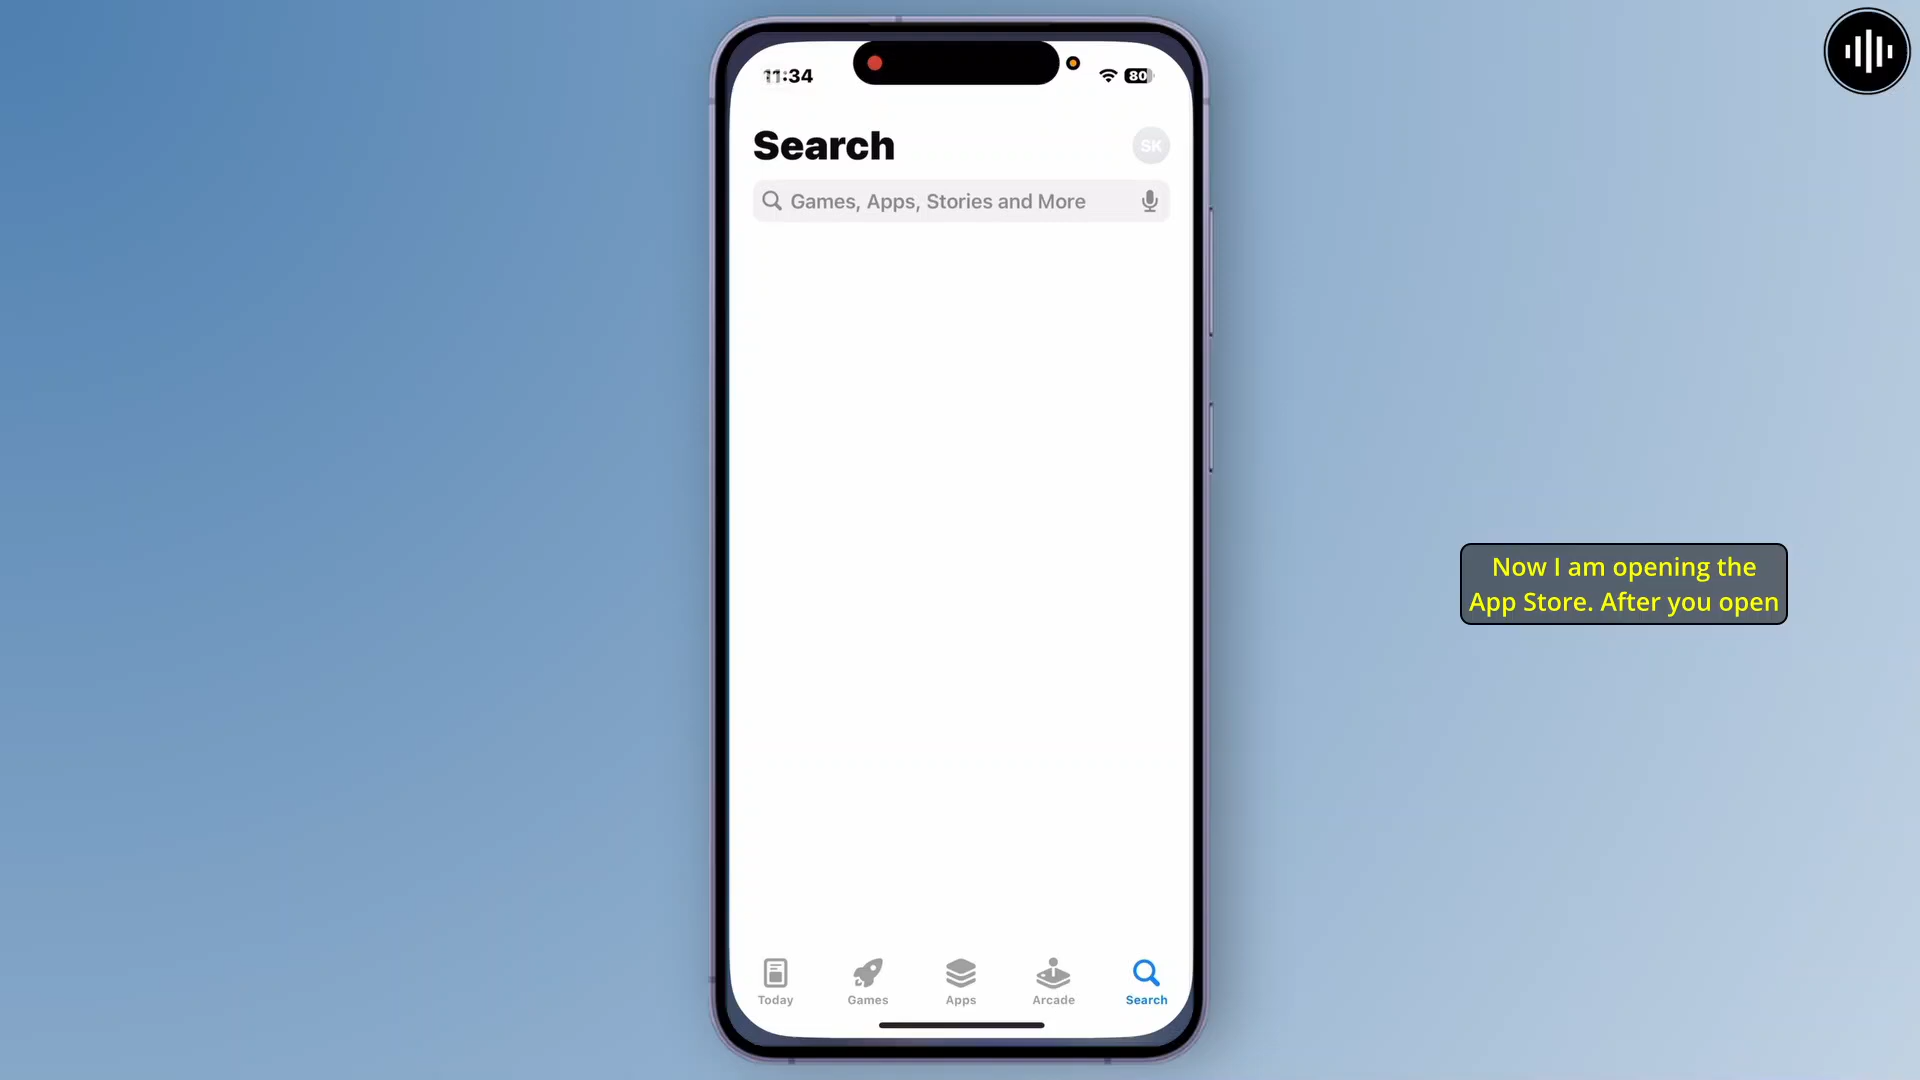 11:34
80
Search
SK
Games, Apps, Stories and More
Now I am opening the
App Store. After you open
Today
Games
Apps
Arcade
Search